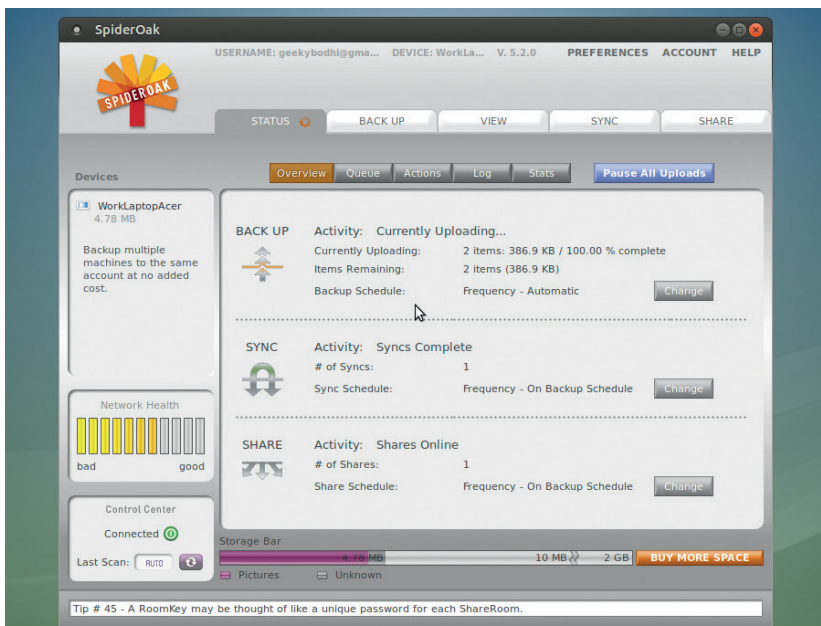 SpiderOak
USERNAME: geekybodhi@gma... DEVICE: WorkLa... V. 5.2.0 PREFERENCES ACCOUNT HELP
SPIDEROAK
STATUS BACK UP VIEW SYNC SHARE
Devices
Overview Queue Actions Log Stats Pause All Uploads
WorkLaptopAcer
4.78 MB
Backup multiple
machines to the same
account at no added
cost.
BACK UP Activity: Currently Uploading...
Currently Uploading: 2 items: 386.9 KB / 100.00 % complete
Items Remaining: 2 items (386.9 KB)
Backup Schedule: Frequency - Automatic Change
SYNC Activity: Syncs Complete
# of Syncs: 1
Sync Schedule: Frequency - On Backup Schedule Change
Network Health
bad good
SHARE Activity: Shares Online
# of Shares: 1
Share Schedule: Frequency - On Backup Schedule Change
Control Center
Connected
Last Scan: AUTO
Storage Bar
4.78 MB 10 MB 2 GB BUY MORE SPACE
Pictures Unknown
Tip # 45 - A RoomKey may be thought of like a unique password for each ShareRoom.